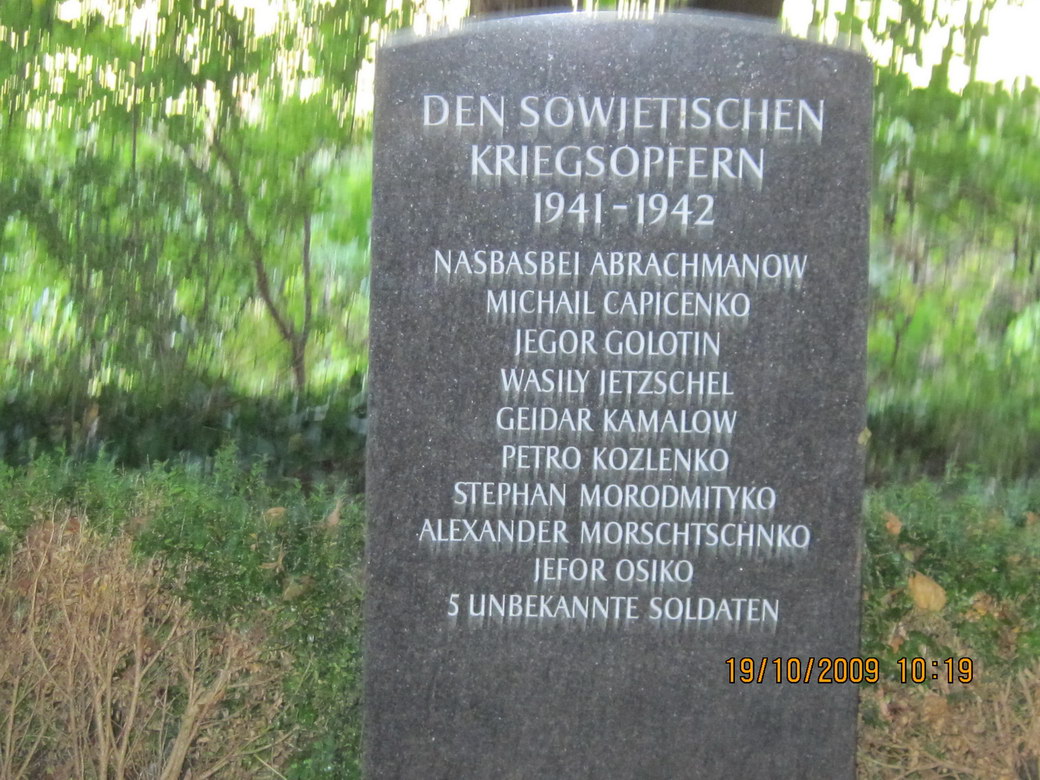 DEN SOWJETISCHEN
KRIEGSOPFERN
1941-1942
NASBASBEI ABRACHMANOW
MICHAIL CAPICENKO
JEGOR GOLOTIN
WASILY JETZSCHEL
GEIDAR KAMALOW
PETRO KOZLENKO
STEPHAN MORODMITYKO
ALEXANDER MORSCHTSCHNKO
JEFOR OSIKO
5 UNBEKANNTE SOLDATEN
19/10/2009 10:19